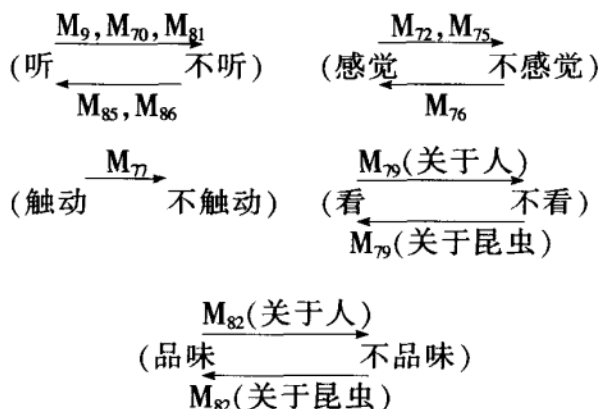 M₉,M₇₀,M₈₁ M₇₂,M₇₅
(听 不听) (感觉 不感觉)
M₈₅,M₈₆ M₇₆
M₇₇ M₇₉(关于人)
(触动 不触动) (看 不看)
M₇₉(关于昆虫)
M₈₂(关于人)
(品味 不品味)
M₈₂(关于昆虫)